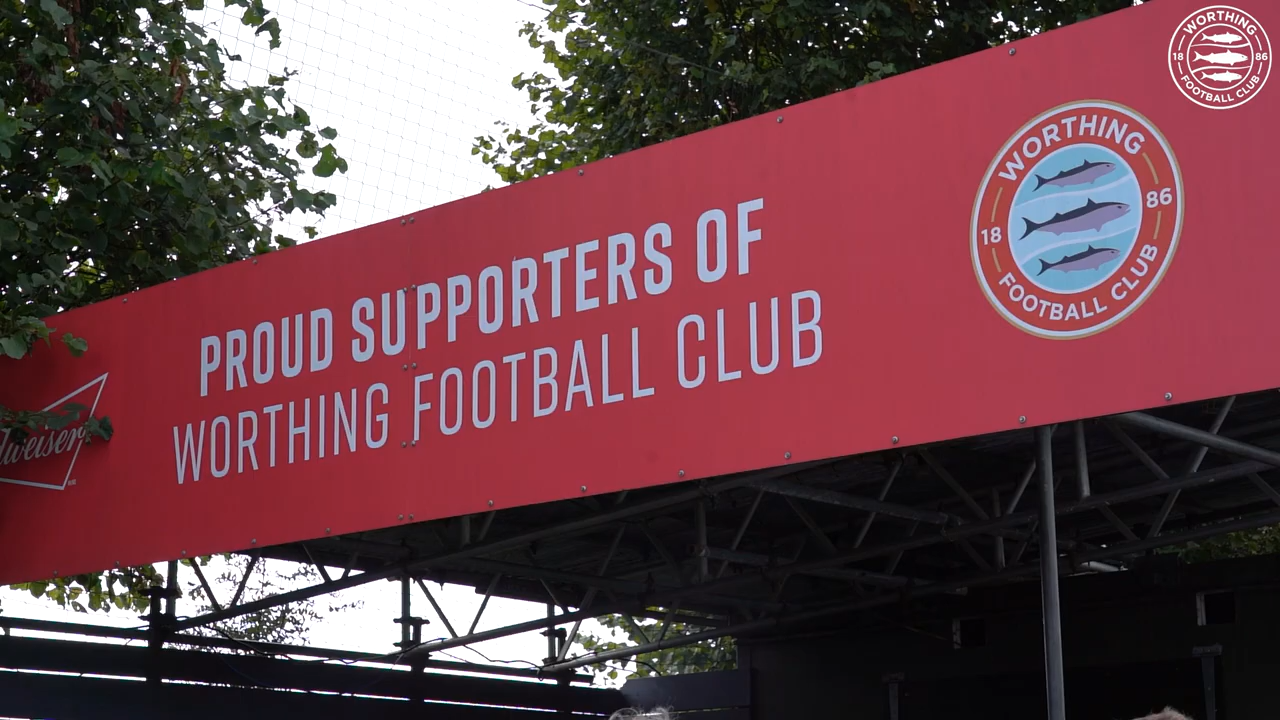 PROUD SUPPORTERS OF
WORTHING FOOTBALL CLUB
WORTHING
18 86
FOOTBALL CLUB
WORTHING
18 86
FOOTBALL CLUB